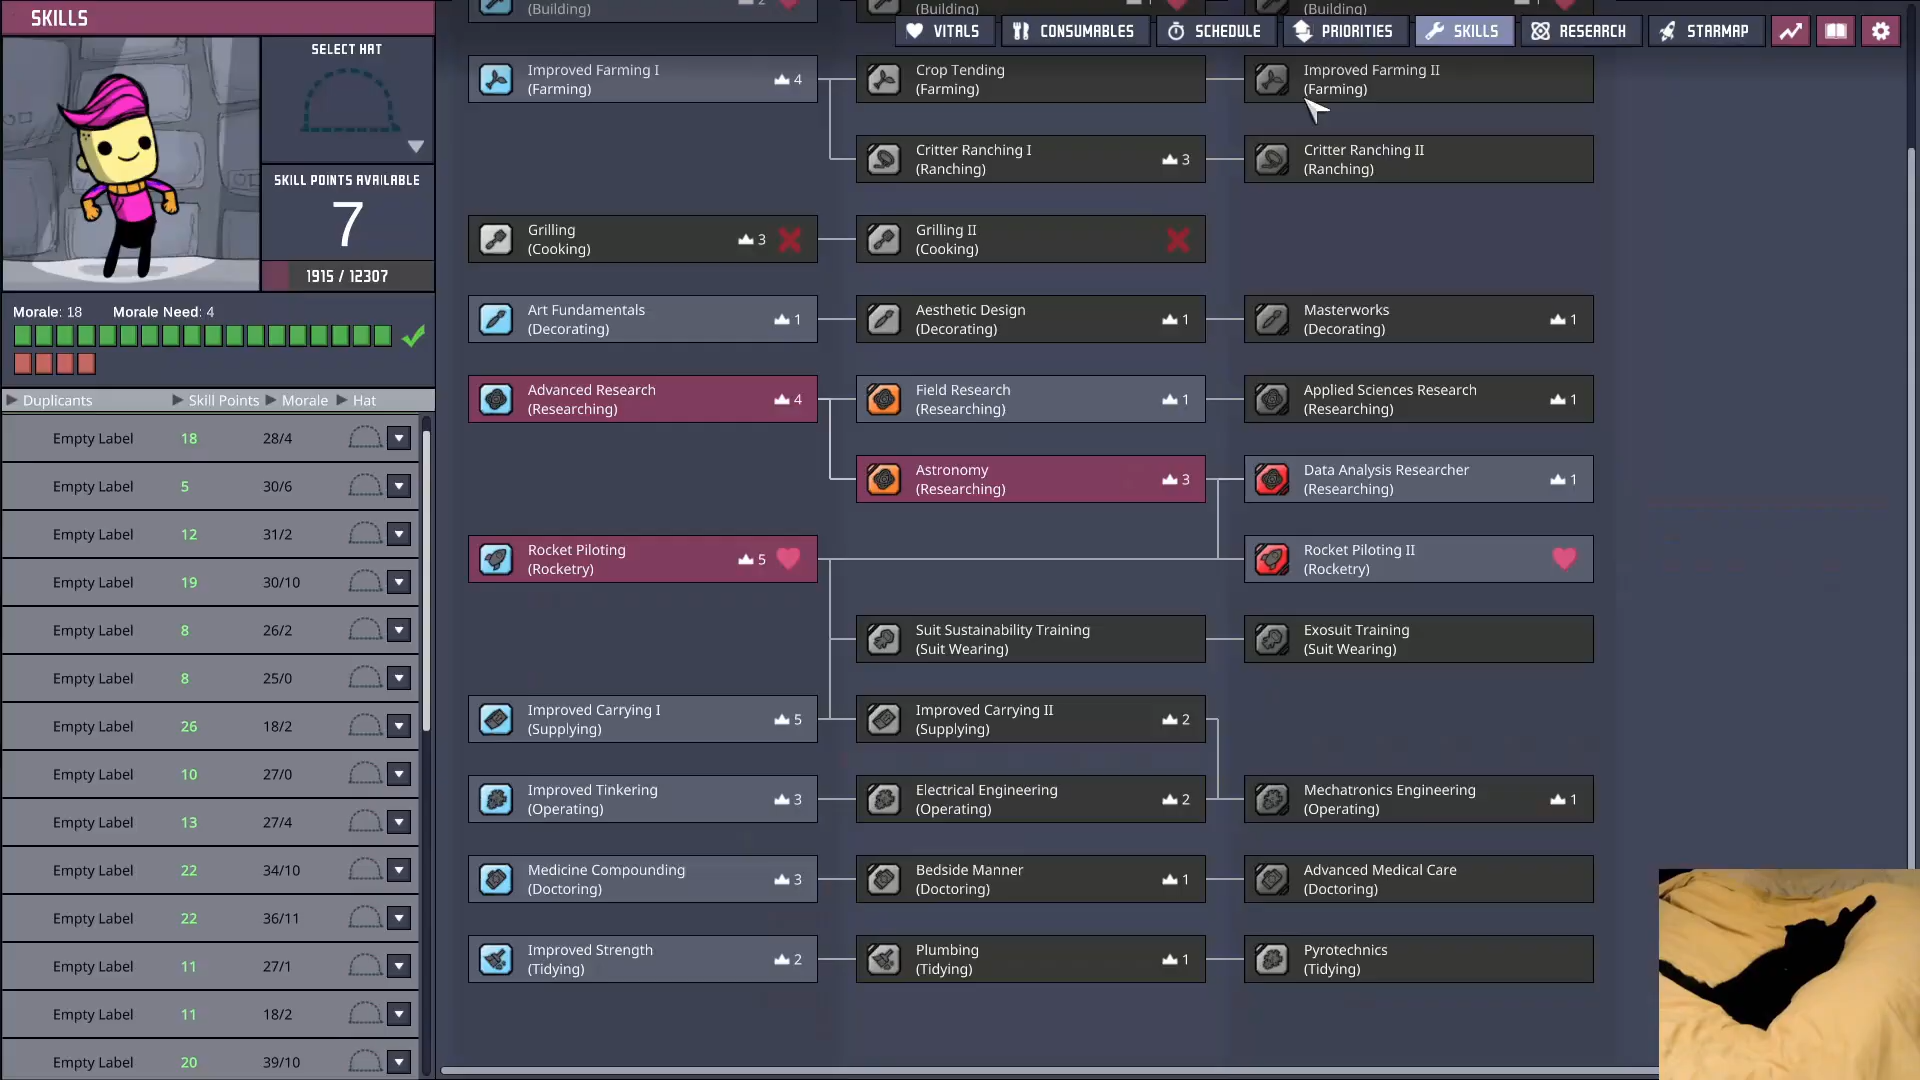 SKILLS
(Building)
2
(Building)
1
(Building)
1
VITALS
CONSUMABLES
SCHEDULE
PRIORITIES
SKILLS
RESEARCH
STARMAP
SELECT HAT
SKILL POINTS AVAILABLE
7
1915 / 12307
Morale: 18
Morale Need: 4
Duplicants
Skill Points
Morale
Hat
Empty Label 18 28/4
Empty Label 5 30/6
Empty Label 12 31/2
Empty Label 19 30/10
Empty Label 8 26/2
Empty Label 8 25/0
Empty Label 26 18/2
Empty Label 10 27/0
Empty Label 13 27/4
Empty Label 22 34/10
Empty Label 22 36/11
Empty Label 11 27/1
Empty Label 11 18/2
Empty Label 20 39/10
Improved Farming I
(Farming)
4
Crop Tending
(Farming)
Improved Farming II
(Farming)
Critter Ranching I
(Ranching)
3
Critter Ranching II
(Ranching)
Grilling
(Cooking)
3
Grilling II
(Cooking)
Art Fundamentals
(Decorating)
1
Aesthetic Design
(Decorating)
1
Masterworks
(Decorating)
1
Advanced Research
(Researching)
4
Field Research
(Researching)
1
Applied Sciences Research
(Researching)
1
Astronomy
(Researching)
3
Data Analysis Researcher
(Researching)
1
Rocket Piloting
(Rocketry)
5
Rocket Piloting II
(Rocketry)
Suit Sustainability Training
(Suit Wearing)
Exosuit Training
(Suit Wearing)
Improved Carrying I
(Supplying)
5
Improved Carrying II
(Supplying)
2
Improved Tinkering
(Operating)
3
Electrical Engineering
(Operating)
2
Mechatronics Engineering
(Operating)
1
Medicine Compounding
(Doctoring)
3
Bedside Manner
(Doctoring)
1
Advanced Medical Care
(Doctoring)
Improved Strength
(Tidying)
2
Plumbing
(Tidying)
1
Pyrotechnics
(Tidying)